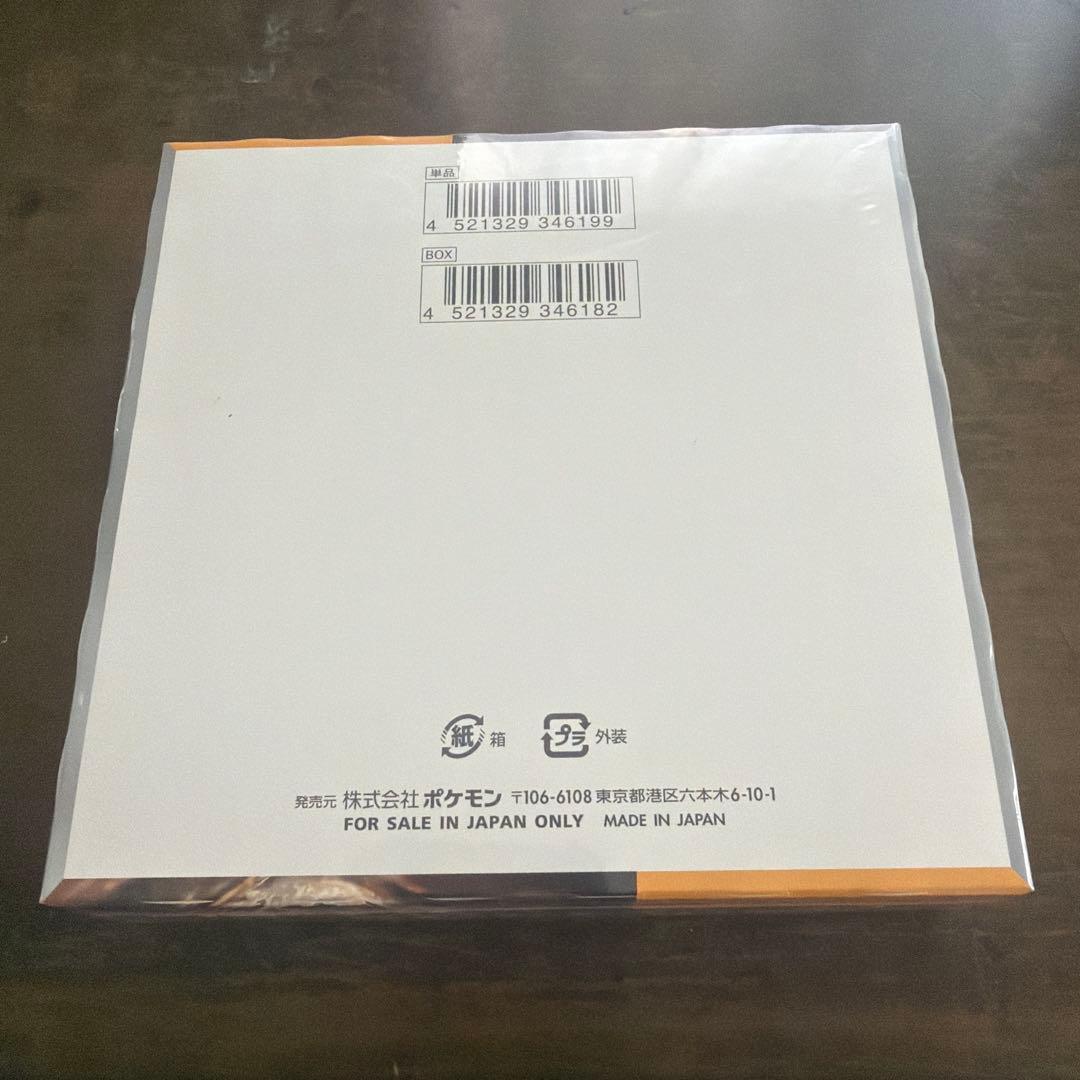 単品
4 521329 346199
BOX
4 521329 346182
紙 箱 プラ 外装
発売元 株式会社 ポケモン 〒106-6108 東京都港区六本木6-10-1
FOR SALE IN JAPAN ONLY MADE IN JAPAN